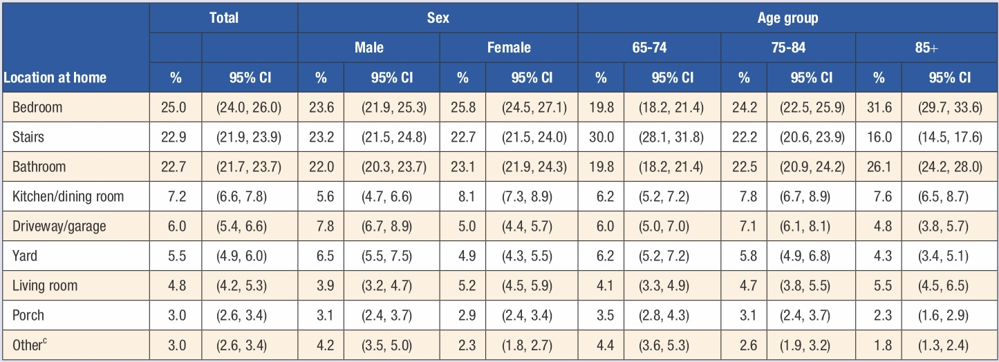 Total Sex Age group
Male Female 65-74 75-84 85+
Location at home % 95% CI % 95% CI % 95% CI % 95% CI % 95% CI % 95% CI
Bedroom 25.0 (24.0, 26.0) 23.6 (21.9, 25.3) 25.8 (24.5, 27.1) 19.8 (18.2, 21.4) 24.2 (22.5, 25.9) 31.6 (29.7, 33.6)
Stairs 22.9 (21.9, 23.9) 23.2 (21.5, 24.8) 22.7 (21.5, 24.0) 30.0 (28.1, 31.8) 22.2 (20.6, 23.9) 16.0 (14.5, 17.6)
Bathroom 22.7 (21.7, 23.7) 22.0 (20.3, 23.7) 23.1 (21.9, 24.3) 19.8 (18.2, 21.4) 22.5 (20.9, 24.2) 26.1 (24.2, 28.0)
Kitchen/dining room 7.2 (6.6, 7.8) 5.6 (4.7, 6.6) 8.1 (7.3, 8.9) 6.2 (5.2, 7.2) 7.8 (6.7, 8.9) 7.6 (6.5, 8.7)
Driveway/garage 6.0 (5.4, 6.6) 7.8 (6.7, 8.9) 5.0 (4.4, 5.7) 6.0 (5.0, 7.0) 7.1 (6.1, 8.1) 4.8 (3.8, 5.7)
Yard 5.5 (4.9, 6.0) 6.5 (5.5, 7.5) 4.9 (4.3, 5.5) 6.2 (5.2, 7.2) 5.8 (4.9, 6.8) 4.3 (3.4, 5.1)
Living room 4.8 (4.2, 5.3) 3.9 (3.2, 4.7) 5.2 (4.5, 5.9) 4.1 (3.3, 4.9) 4.7 (3.8, 5.5) 5.5 (4.5, 6.5)
Porch 3.0 (2.6, 3.4) 3.1 (2.4, 3.7) 2.9 (2.4, 3.4) 3.5 (2.8, 4.3) 3.1 (2.4, 3.7) 2.3 (1.6, 2.9)
Otherᶜ 3.0 (2.6, 3.4) 4.2 (3.5, 5.0) 2.3 (1.8, 2.7) 4.4 (3.6, 5.3) 2.6 (1.9, 3.2) 1.8 (1.3, 2.4)